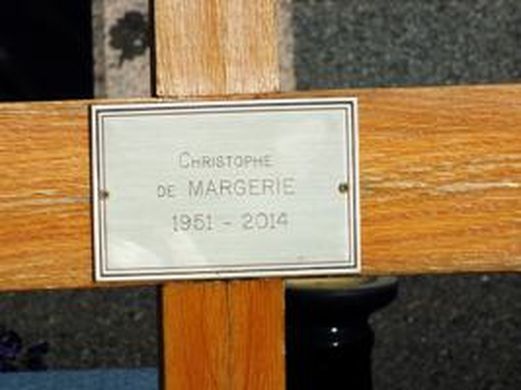 Christophe
de MARGERIE
1951 - 2014